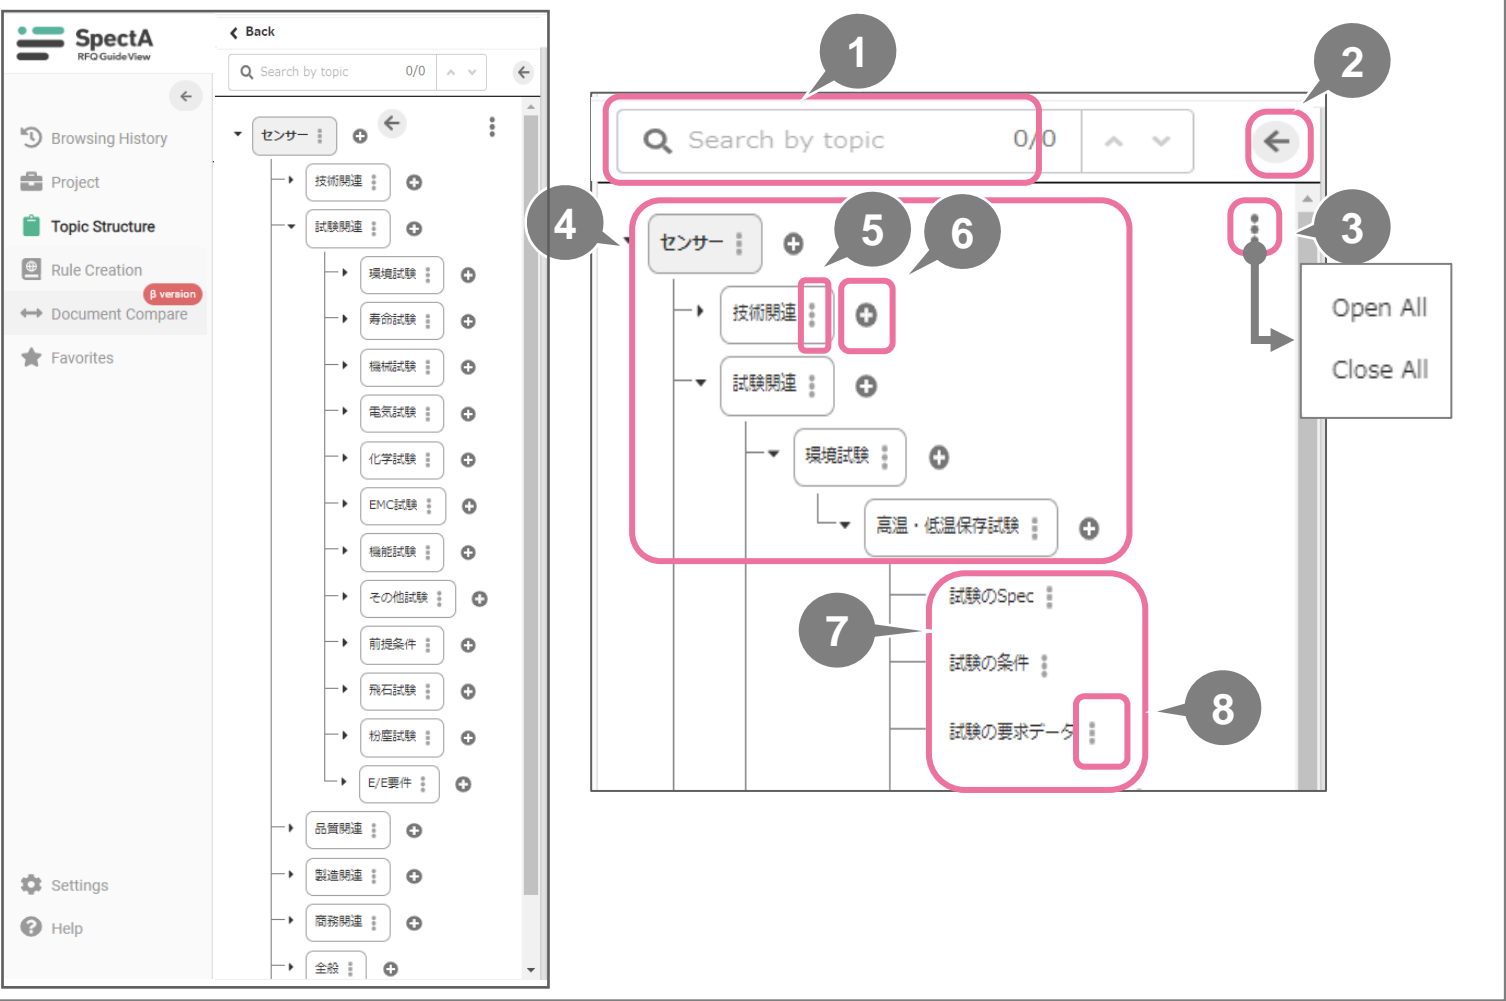 SpectA
RFQ GuideView
Browsing History
Project
Topic Structure
Rule Creation
β version
Document Compare
Favorites
Settings
Help
Back
Search by topic 0/0
センサー
技術関連
試験関連
環境試験
寿命試験
機械試験
電気試験
化学試験
EMC試験
機能試験
その他試験
前提条件
飛石試験
粉塵試験
E/E要件
品質関連
製造関連
商務関連
全般
1
2
Search by topic 0/0
3
4
5
6
センサー
技術関連
試験関連
環境試験
高温・低温保存試験
Open All
Close All
7
試験のSpec
試験の条件
試験の要求データ
8